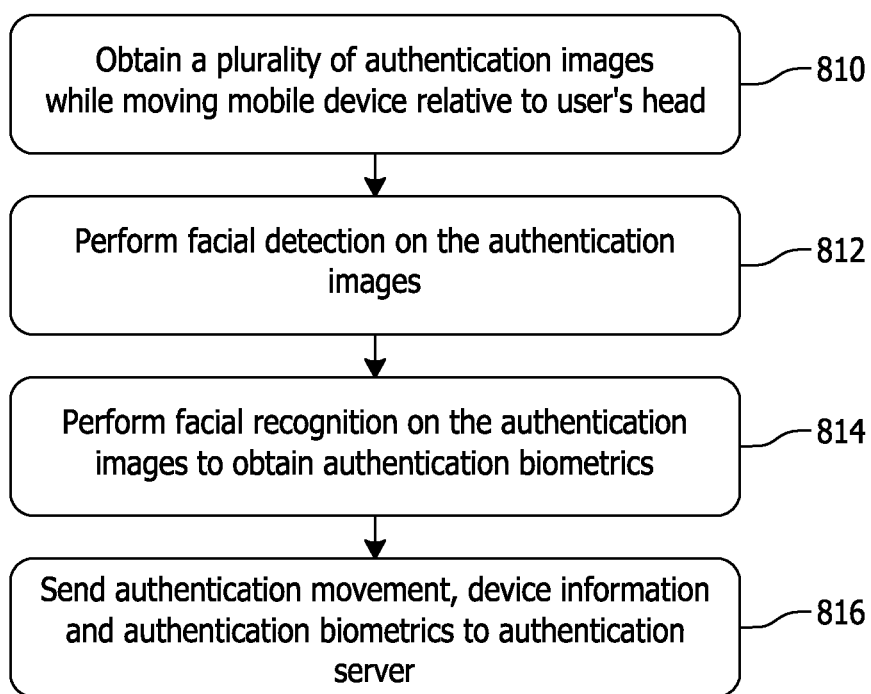 Obtain a plurality of authentication images
while moving mobile device relative to user's head
810
Perform facial detection on the authentication
images
812
Perform facial recognition on the authentication
images to obtain authentication biometrics
814
Send authentication movement, device information
and authentication biometrics to authentication
server
816